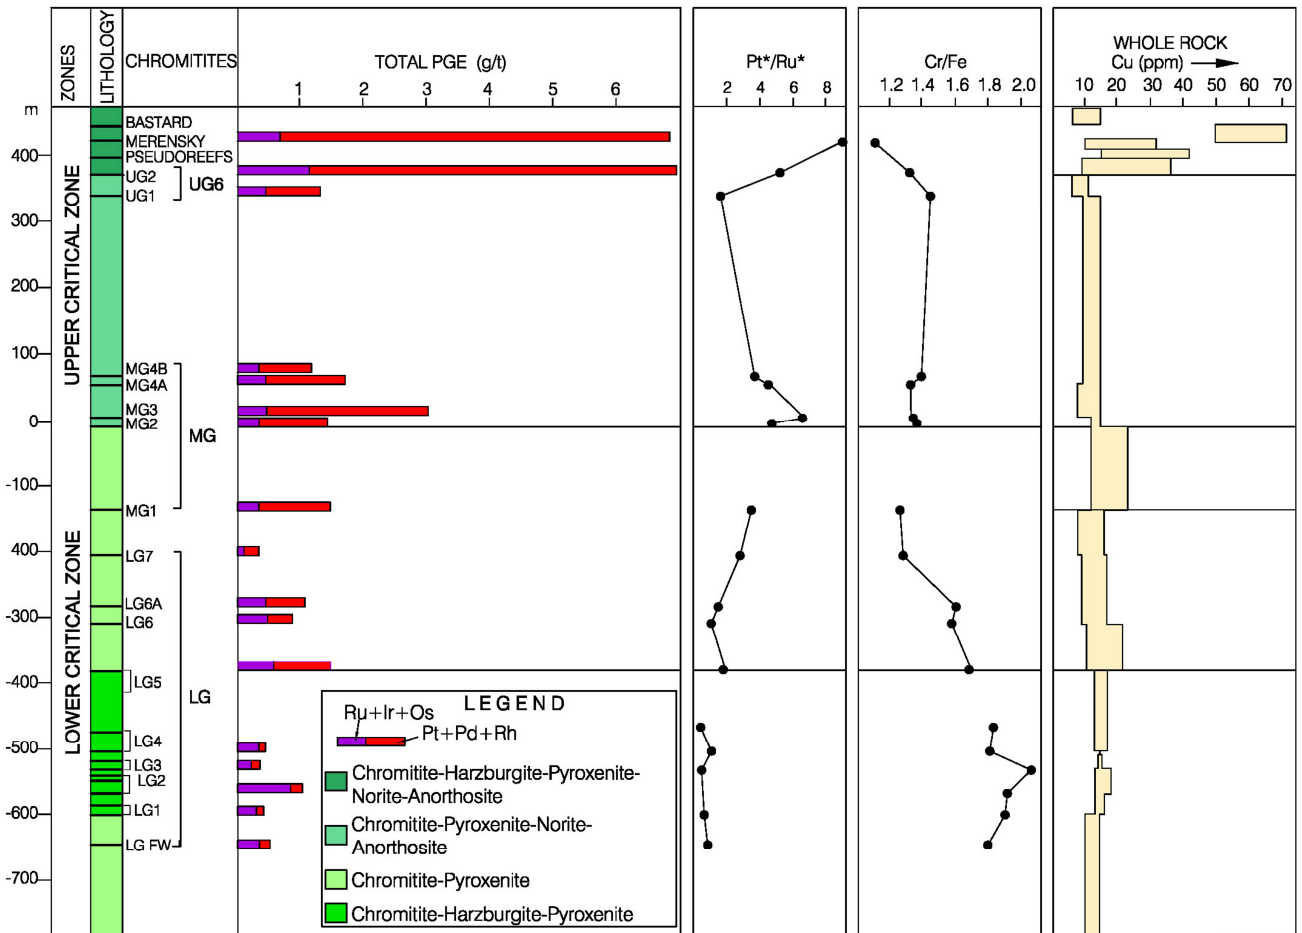 ZONES
LITHOLOGY
CHROMITITES
TOTAL PGE (g/t)
1 2 3 4 5 6
Pt*/Ru*
2 4 6 8
Cr/Fe
1.2 1.4 1.6 1.8 2.0
WHOLE ROCK
Cu (ppm)
10 20 30 40 50 60 70
m
400
300
200
100
0
-100
400
-300
-400
-500
-600
-700
UPPER CRITICAL ZONE
LOWER CRITICAL ZONE
BASTARD
MERENSKY
PSEUDOREEFS
UG2
UG1
UG6
MG4B
MG4A
MG3
MG2
MG
MG1
LG7
LG6A
LG6
LG5
LG
LG4
LG3
LG2
LG1
LG FW
LEGEND
Ru+Ir+Os
Pt+Pd+Rh
Chromitite-Harzburgite-Pyroxenite-
Norite-Anorthosite
Chromitite-Pyroxenite-Norite-
Anorthosite
Chromitite-Pyroxenite
Chromitite-Harzburgite-Pyroxenite